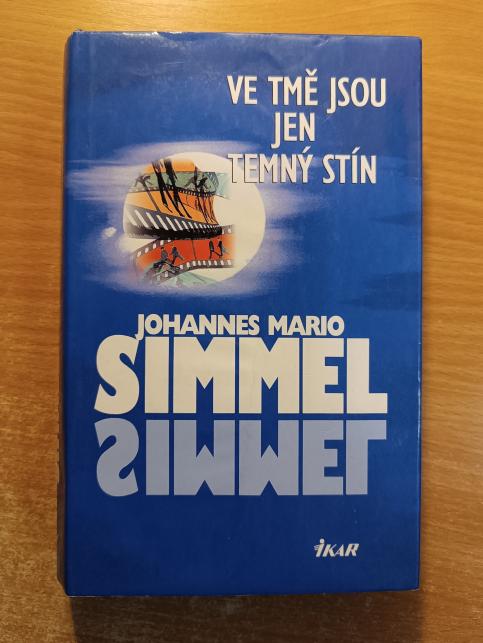 VE TMĚ JSOU
JEN
TEMNÝ STÍN
JOHANNES MARIO
SIMMEL
SIMMEL
IKAR